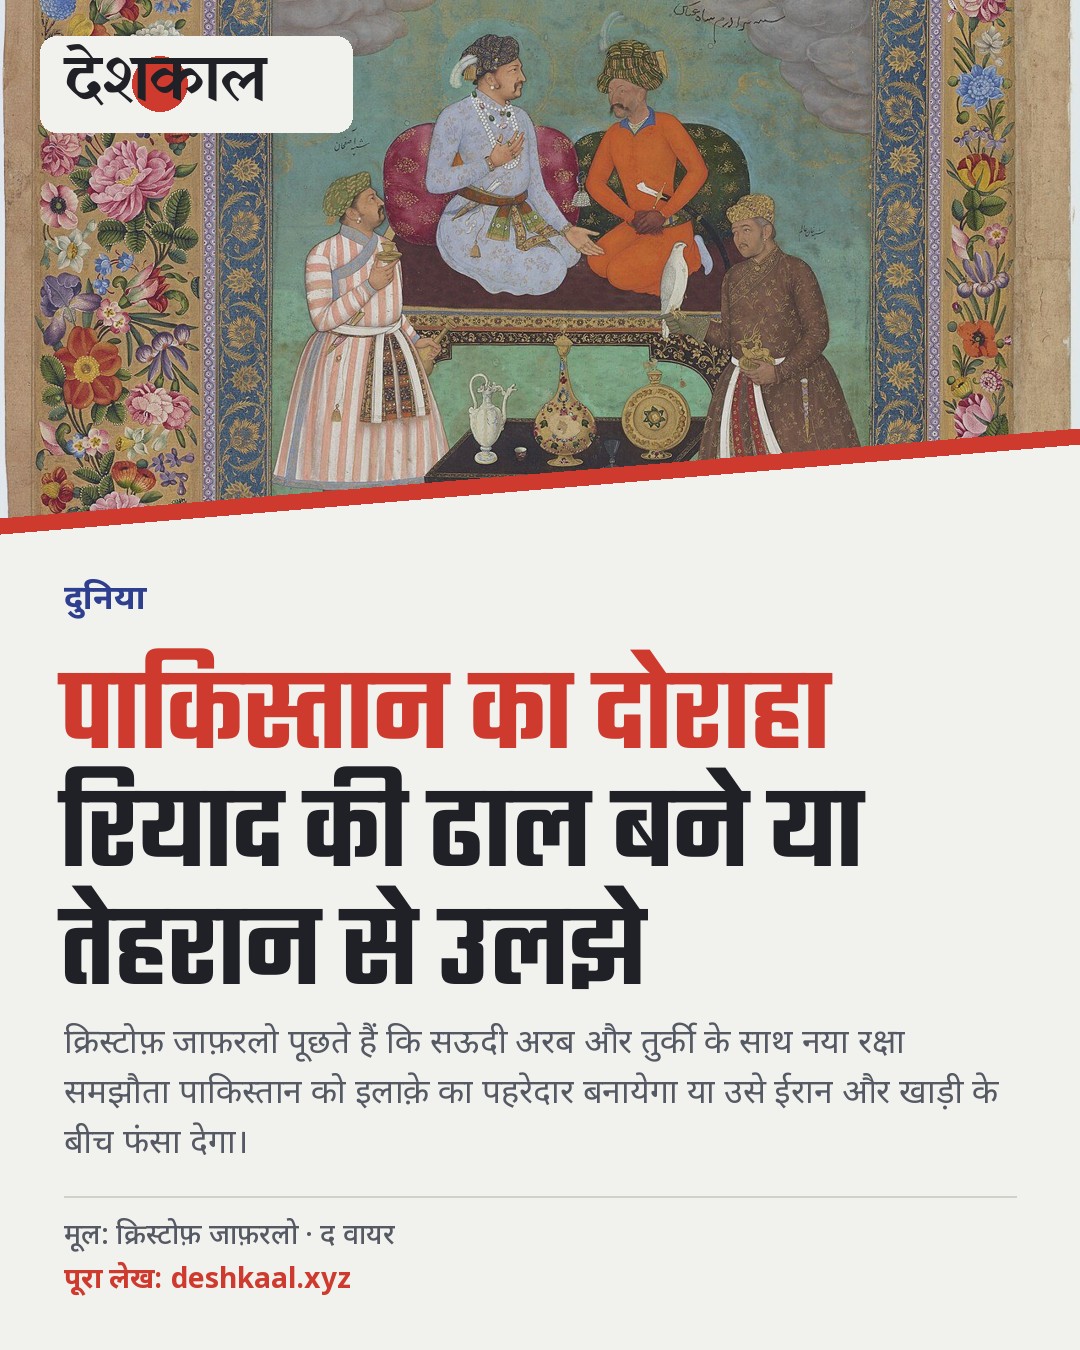 देशकाल
दुनिया
पाकिस्तान का दोराहा
रियाद की ढाल बने या
तेहरान से उलझे
क्रिस्टोफ़ जाफ़रलो पूछते हैं कि सऊदी अरब और तुर्की के साथ नया रक्षा
समझौता पाकिस्तान को इलाक़े का पहरेदार बनायेगा या उसे ईरान और खाड़ी के
बीच फंसा देगा।
मूल: क्रिस्टोफ़ जाफ़रलो · द वायर
पूरा लेख: deshkaal.xyz